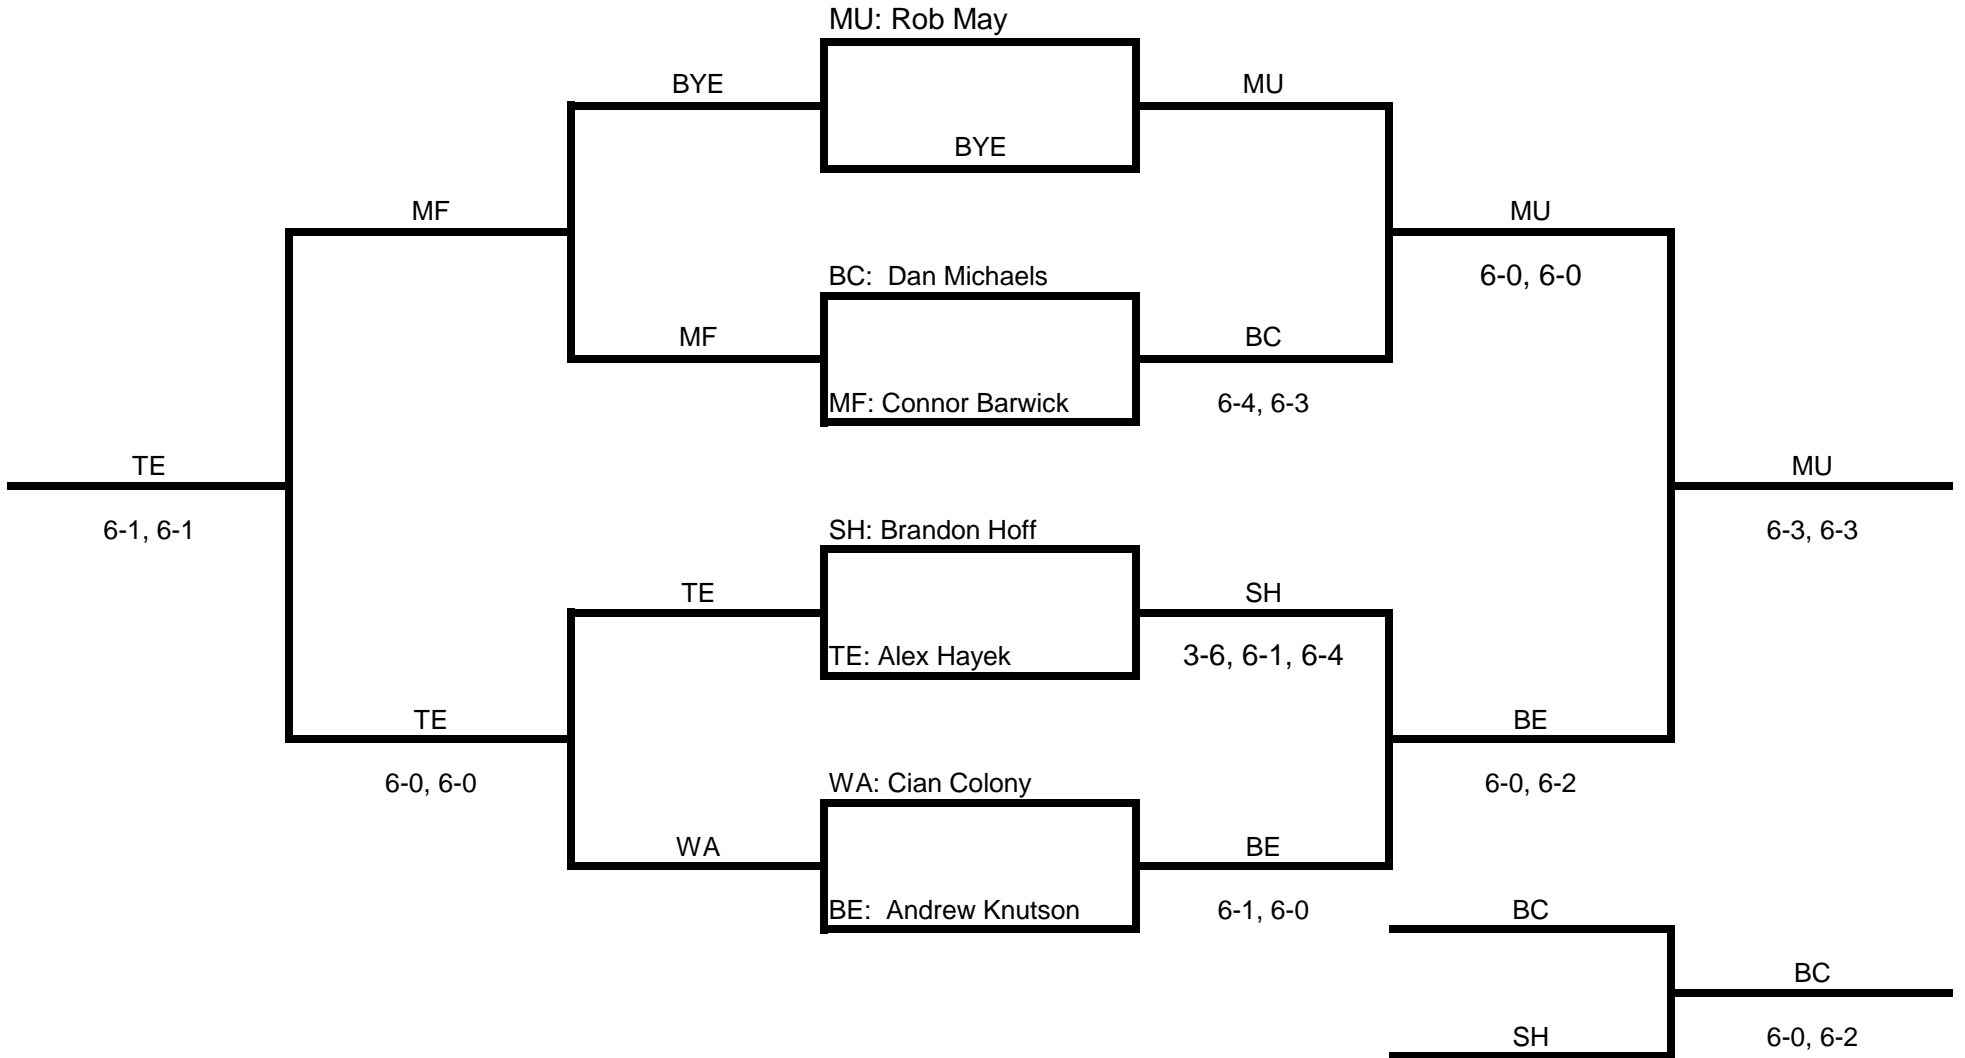 MU: Rob May
BYE
MU
BYE
MF
MU
BC:  Dan Michaels
6-0, 6-0
MF
BC
MF: Connor Barwick
6-4, 6-3
TE
MU
6-1, 6-1
SH: Brandon Hoff
6-3, 6-3
TE
SH
TE: Alex Hayek
3-6, 6-1, 6-4
TE
BE
6-0, 6-0
WA: Cian Colony
6-0, 6-2
WA
BE
BE:  Andrew Knutson
6-1, 6-0
BC
BC
SH
6-0, 6-2